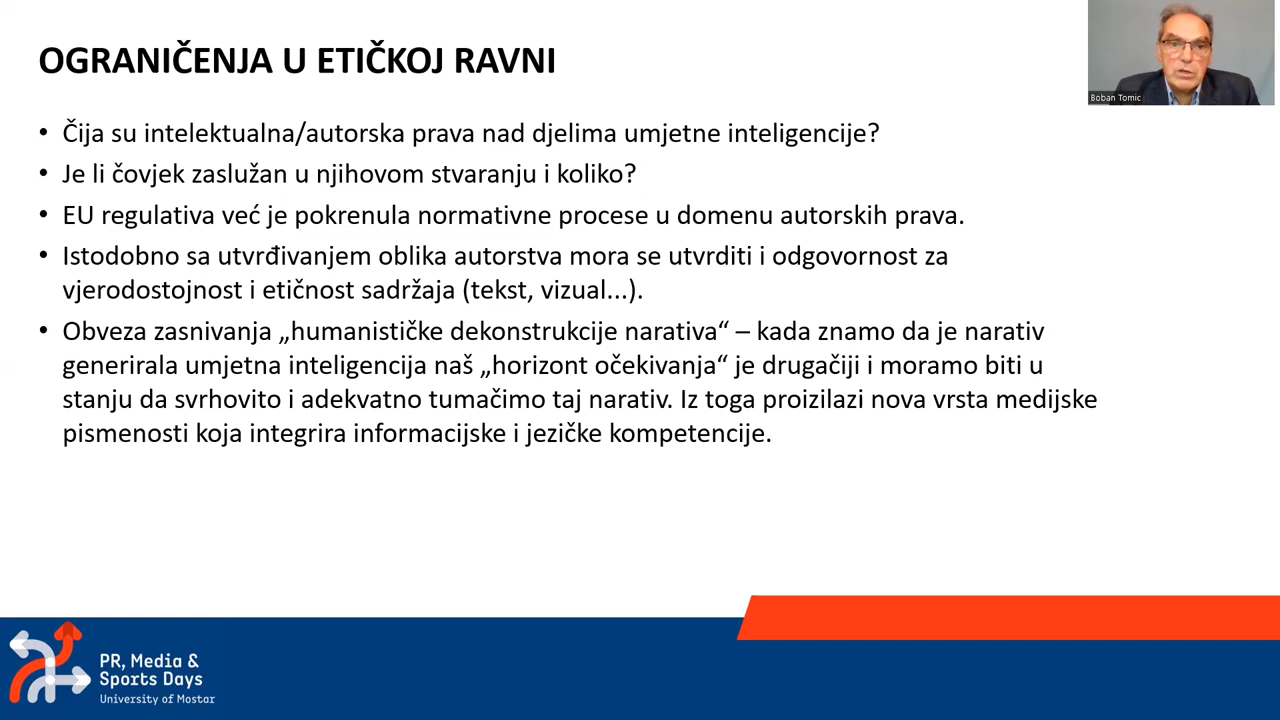 OGRANIČENJA U ETIČKOJ RAVNI
Boban Tomic
• Čija su intelektualna/autorska prava nad djelima umjetne inteligencije?
• Je li čovjek zaslužan u njihovom stvaranju i koliko?
• EU regulativa već je pokrenula normativne procese u domenu autorskih prava.
• Istodobno sa utvrđivanjem oblika autorstva mora se utvrditi i odgovornost za
vjerodostojnost i etičnost sadržaja (tekst, vizual...).
• Obveza zasnivanja „humanističke dekonstrukcije narativa“ – kada znamo da je narativ
generirala umjetna inteligencija naš „horizont očekivanja“ je drugačiji i moramo biti u
stanju da svrhovito i adekvatno tumačimo taj narativ. Iz toga proizilazi nova vrsta medijske
pismenosti koja integrira informacijske i jezičke kompetencije.
PR, Media &
Sports Days
University of Mostar